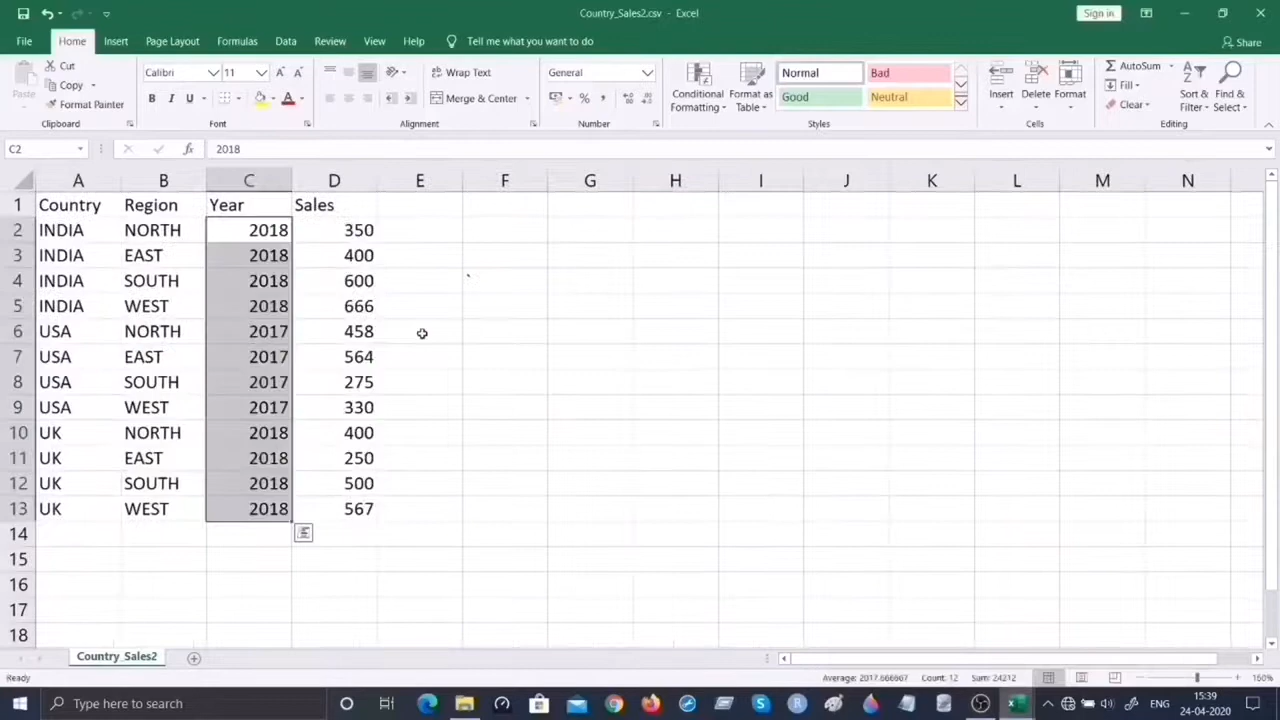 Country_Sales2.csv - Excel
Sign in
File Home Insert Page Layout Formulas Data Review View Help Tell me what you want to do
Share
Paste
Cut
Copy
Format Painter
Clipboard
Calibri 11
B I U
Font
Wrap Text
Merge & Center
Alignment
General
Number
Conditional Formatting
Format as Table
Normal Bad
Good Neutral
Styles
Insert Delete Format
Cells
AutoSum
Fill
Clear
Sort & Filter
Find & Select
Editing
C2 fx 2018
A B C D E F G H I J K L M N
1 Country Region Year Sales
2 INDIA NORTH 2018 350
3 INDIA EAST 2018 400
4 INDIA SOUTH 2018 600
5 INDIA WEST 2018 666
6 USA NORTH 2017 458
7 USA EAST 2017 564
8 USA SOUTH 2017 275
9 USA WEST 2017 330
10 UK NORTH 2018 400
11 UK EAST 2018 250
12 UK SOUTH 2018 500
13 UK WEST 2018 567
14
15
16
17
18
Country_Sales2
Ready
Average: 2017.666667 Count: 12 Sum: 24212
160%
Type here to search
ENG
15:39
24-04-2020